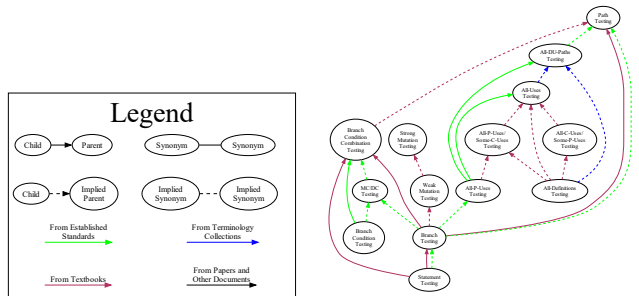 Legend
Child
Parent
Synonym
Synonym
Child
Implied
Parent
Implied
Synonym
Implied
Synonym
From Established
Standards
From Terminology
Collections
From Textbooks
From Papers and
Other Documents
Path
Testing
All-DU-Paths
Testing
All-Uses
Testing
Branch
Condition
Combination
Testing
Strong
Mutation
Testing
All-P-Uses/
Some-C-Uses
Testing
All-C-Uses/
Some-P-Uses
Testing
MC/DC
Testing
Weak
Mutation
Testing
All-P-Uses
Testing
All-Definitions
Testing
Branch
Condition
Testing
Branch
Testing
Statement
Testing